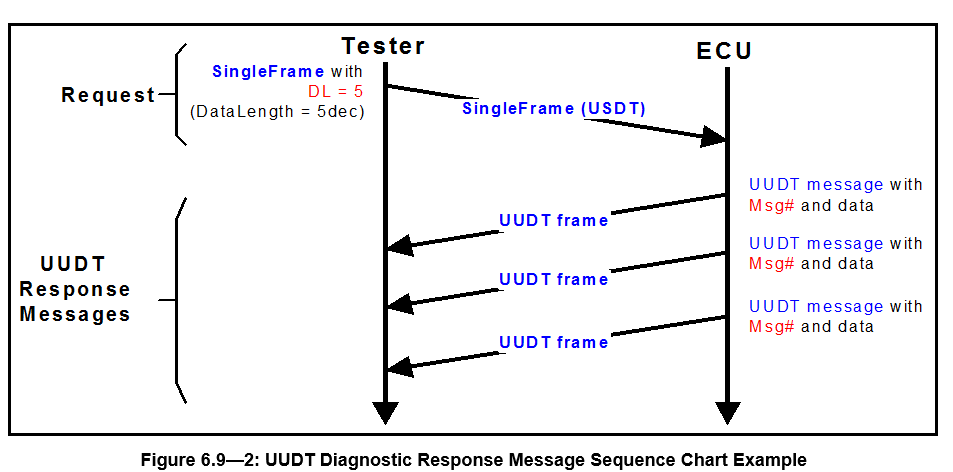 Tester
ECU
Request
SingleFrame with
DL = 5
(DataLength = 5dec)
SingleFrame (USDT)
UUDT message with
Msg# and data
UUDT frame
UUDT message with
Msg# and data
UUDT frame
UUDT message with
Msg# and data
UUDT frame
UUDT
Response
Messages
Figure 6.9—2: UUDT Diagnostic Response Message Sequence Chart Example